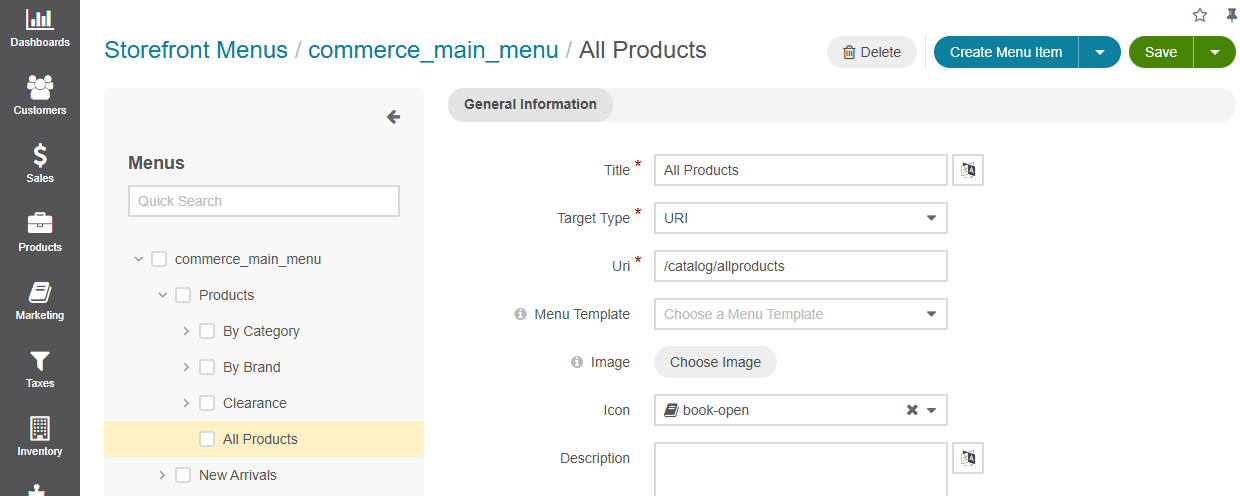 Dashboards
Customers
Sales
Products
Marketing
Taxes
Inventory
Storefront Menus / commerce_main_menu / All Products
Delete
Create Menu Item
Save
Menus
Quick Search
commerce_main_menu
Products
By Category
By Brand
Clearance
All Products
New Arrivals
General Information
Title * All Products
Target Type * URI
Uri * /catalog/allproducts
Menu Template Choose a Menu Template
Image Choose Image
Icon book-open
Description